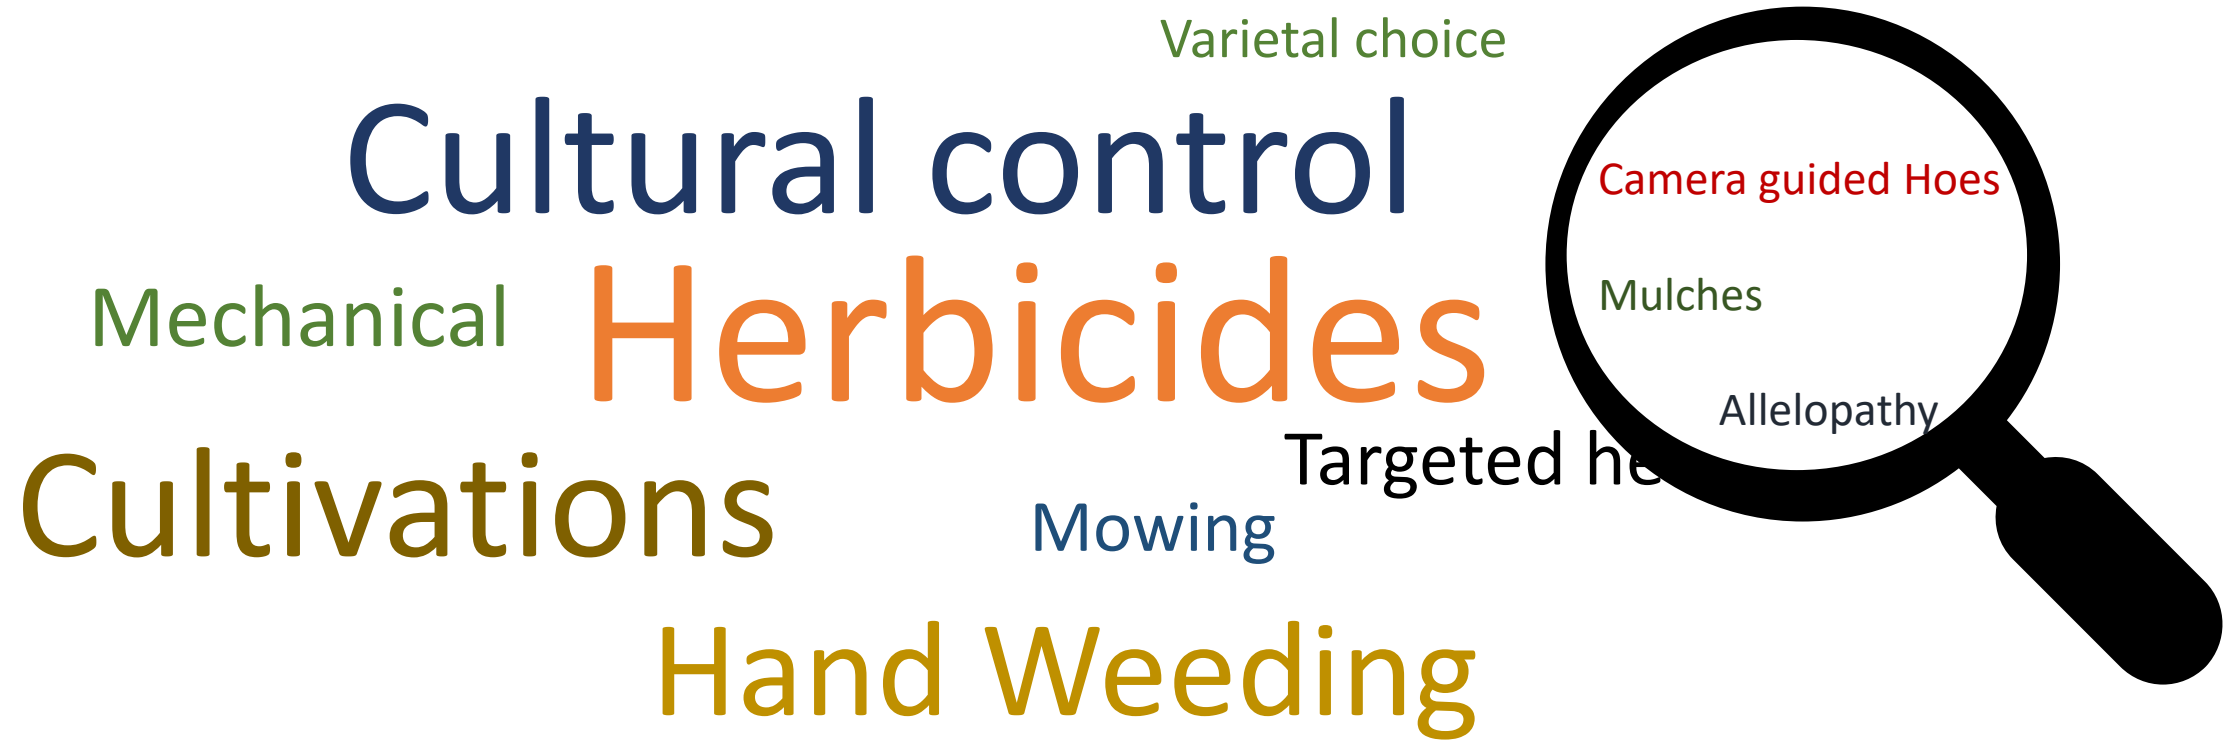 Varietal choice
Cultural control
Camera guided Hoes
Mechanical
Herbicides
Mulches
Allelopathy
Cultivations
Targeted
Mowing
Hand Weeding